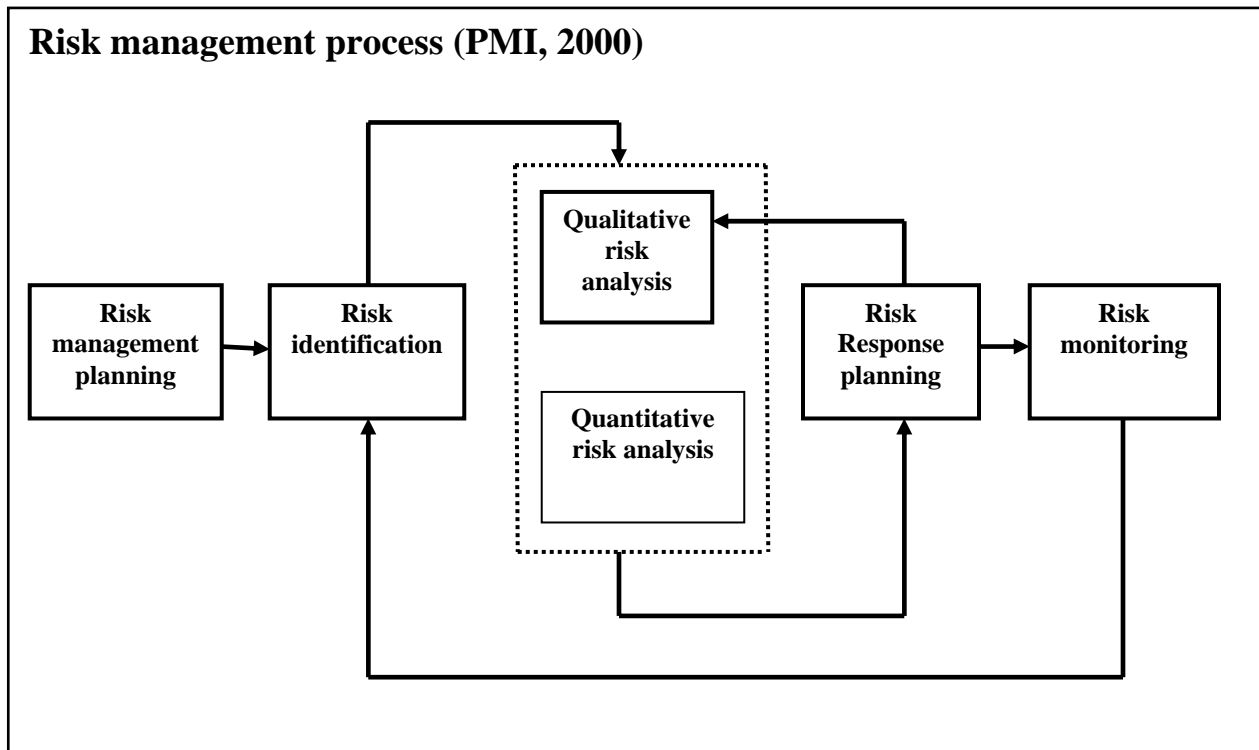 Risk management process (PMI, 2000)
Qualitative
risk
analysis
Risk
management
planning
Risk
identification
Risk
Response
planning
Risk
monitoring
Quantitative
risk analysis